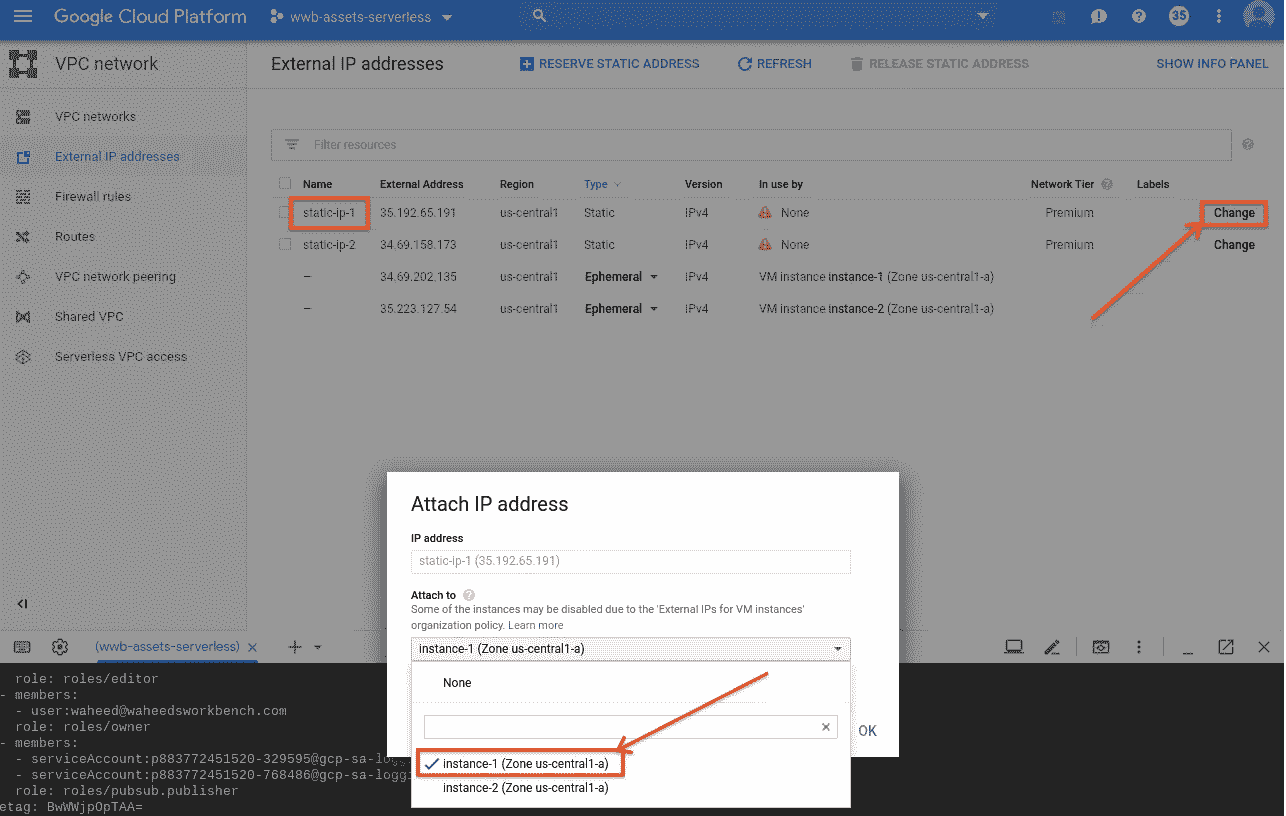 Google Cloud Platform wwb-assets-serverless 35
VPC network
External IP addresses RESERVE STATIC ADDRESS REFRESH RELEASE STATIC ADDRESS SHOW INFO PANEL
VPC networks
External IP addresses
Firewall rules
Routes
VPC network peering
Shared VPC
Serverless VPC access
Filter resources
Name External Address Region Type Version In use by Network Tier Labels
static-ip-1 35.192.65.191 us-central1 Static IPv4 None Premium Change
static-ip-2 34.69.158.173 us-central1 Static IPv4 None Premium Change
— 34.69.202.135 us-central1 Ephemeral IPv4 VM instance instance-1 (Zone us-central1-a)
— 35.223.127.54 us-central1 Ephemeral IPv4 VM instance instance-2 (Zone us-central1-a)
Attach IP address
IP address
static-ip-1 (35.192.65.191)
Attach to
Some of the instances may be disabled due to the 'External IPs for VM instances'
organization policy. Learn more
instance-1 (Zone us-central1-a)
None
OK
instance-1 (Zone us-central1-a)
instance-2 (Zone us-central1-a)
(wwb-assets-serverless)
role: roles/editor
- members:
- user:waheed@waheedsworkbench.com
role: roles/owner
- members:
- serviceAccount:p883772451520-329595@gcp-sa-logg
- serviceAccount:p883772451520-768486@gcp-sa-logg
role: roles/pubsub.publisher
etag: BwWWjpOpTAA=